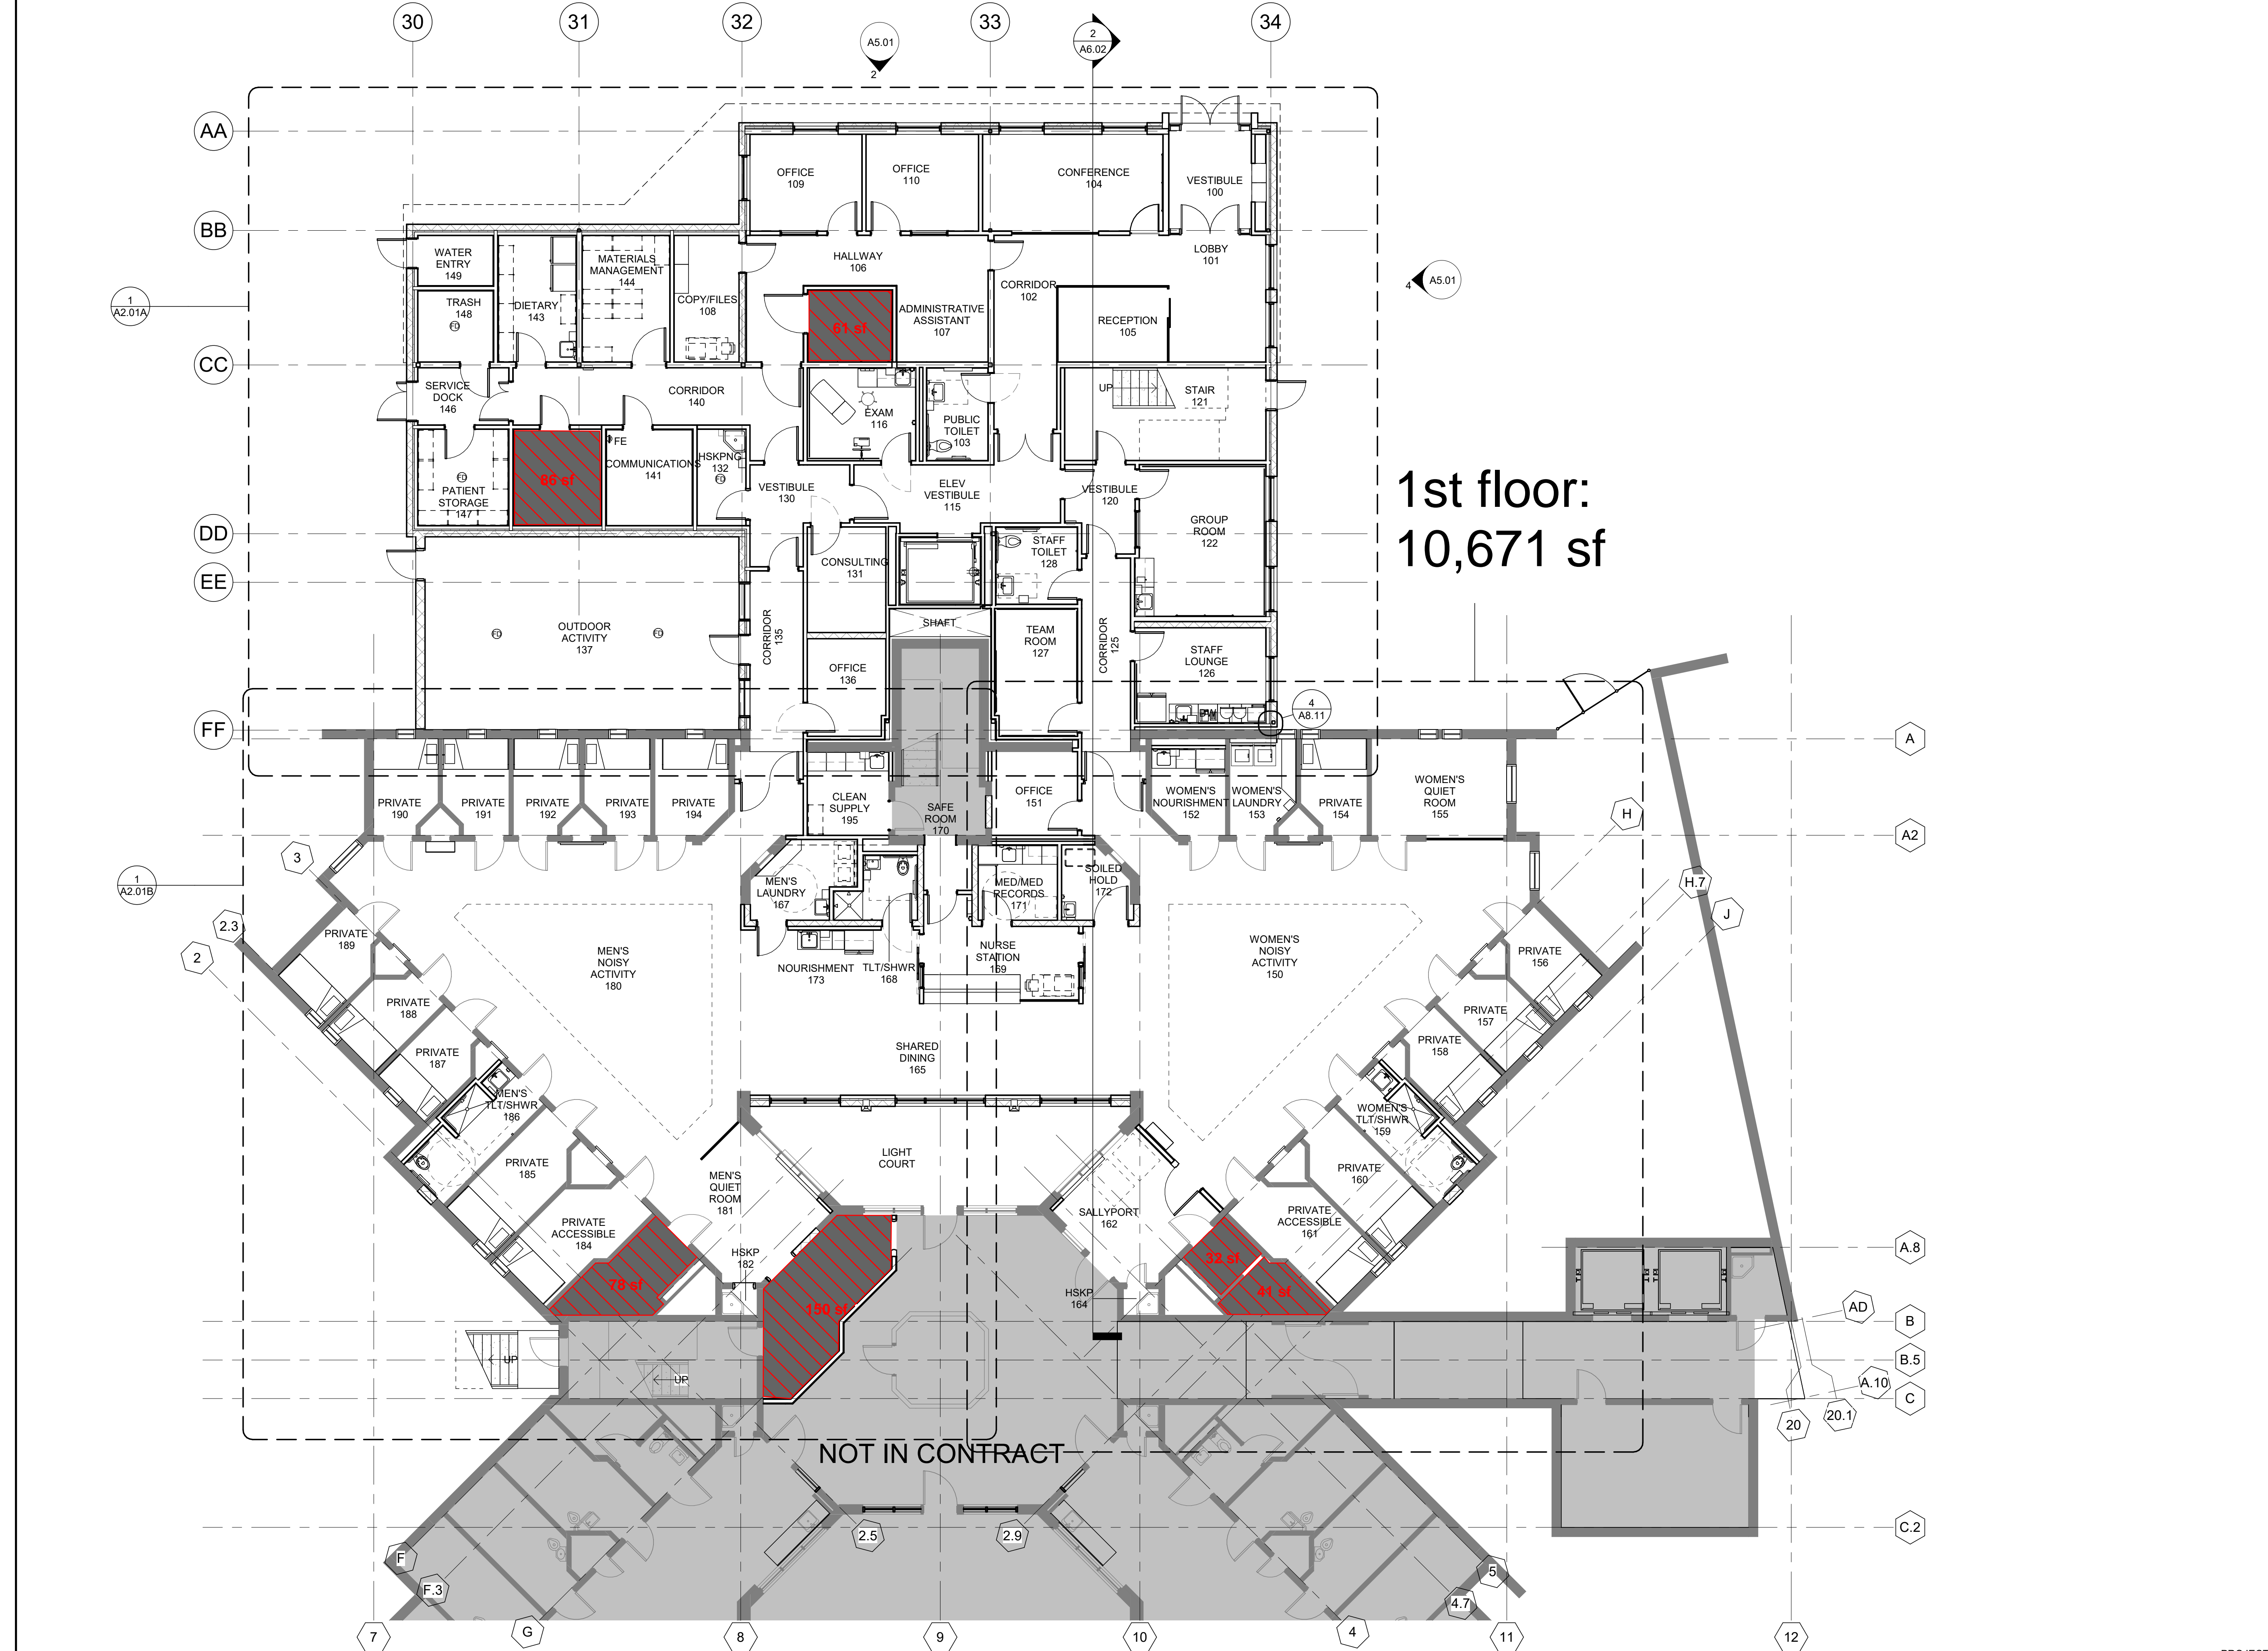 30
31
32
33
34
A5.01
2
2
A6.02
AA
BB
CC
DD
EE
FF
1
A2.01A
4
A5.01
OFFICE
109
OFFICE
110
CONFERENCE
104
VESTIBULE
100
WATER
ENTRY
149
TRASH
148
FD
DIETARY
143
MATERIALS
MANAGEMENT
144
COPY/FILES
108
HALLWAY
106
61 sf
ADMINISTRATIVE
ASSISTANT
107
CORRIDOR
102
LOBBY
101
RECEPTION
105
SERVICE
DOCK
146
CORRIDOR
140
EXAM
116
PUBLIC
TOILET
103
UP
STAIR
121
FD
PATIENT
STORAGE
147
86 sf
FE
COMMUNICATIONS
141
HSKPNG
132
FD
VESTIBULE
130
ELEV
VESTIBULE
115
VESTIBULE
120
GROUP
ROOM
122
1st floor:
10,671 sf
CONSULTING
131
STAFF
TOILET
128
OUTDOOR
ACTIVITY
137
FD
FD
CORRIDOR
135
SHAFT
OFFICE
136
TEAM
ROOM
127
CORRIDOR
125
STAFF
LOUNGE
126
DW
4
A8.11
A
PRIVATE
190
PRIVATE
191
PRIVATE
192
PRIVATE
193
PRIVATE
194
CLEAN
SUPPLY
195
SAFE
ROOM
170
OFFICE
151
WOMEN'S
NOURISHMENT
152
WOMEN'S
LAUNDRY
153
PRIVATE
154
WOMEN'S
QUIET
ROOM
155
H
A2
3
1
A2.01B
MEN'S
LAUNDRY
167
MED/MED
RECORDS
171
SOILED
HOLD
172
H.7
J
2.3
2
PRIVATE
189
MEN'S
NOISY
ACTIVITY
180
NOURISHMENT
173
TLT/SHWR
168
NURSE
STATION
169
WOMEN'S
NOISY
ACTIVITY
150
PRIVATE
156
PRIVATE
188
PRIVATE
157
PRIVATE
187
SHARED
DINING
165
PRIVATE
158
MEN'S
TLT/SHWR
186
WOMEN'S
TLT/SHWR
159
PRIVATE
185
MEN'S
QUIET
ROOM
181
LIGHT
COURT
PRIVATE
160
PRIVATE
ACCESSIBLE
184
SALLYPORT
162
PRIVATE
ACCESSIBLE
161
78 sf
HSKP
182
150 sf
HSKP
164
32 sf
41 sf
A.8
AD
B
B.5
A.10
C
20
20.1
UP
UP
NOT IN CONTRACT
2.5
2.9
C.2
F
F.3
G
5
4.7
4
7
8
9
10
11
12